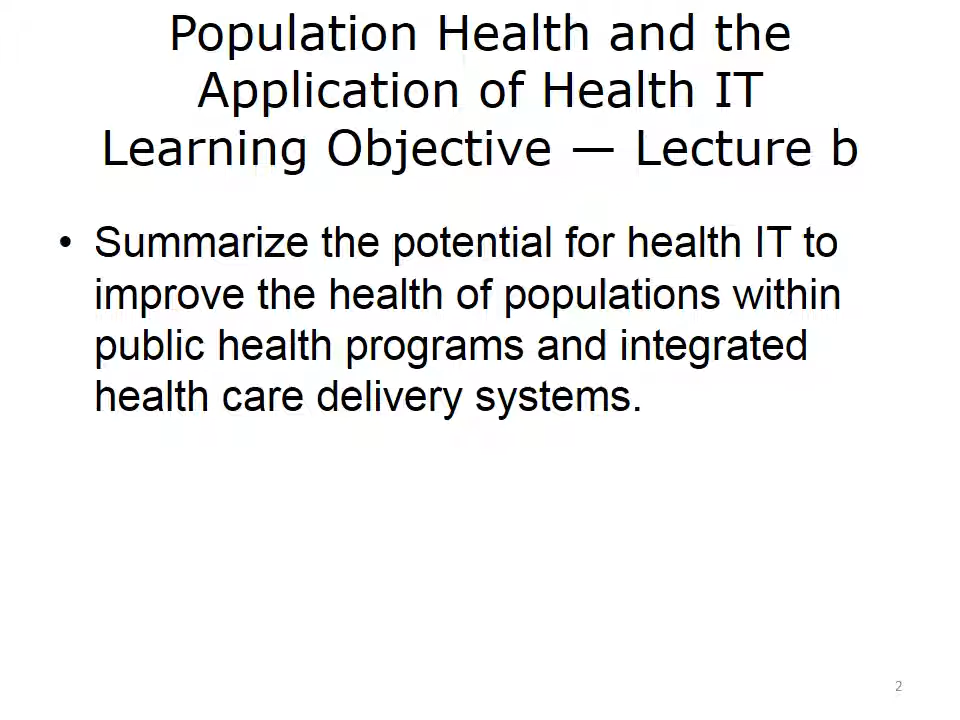 Population Health and the
Application of Health IT
Learning Objective — Lecture b
• Summarize the potential for health IT to
improve the health of populations within
public health programs and integrated
health care delivery systems.
2